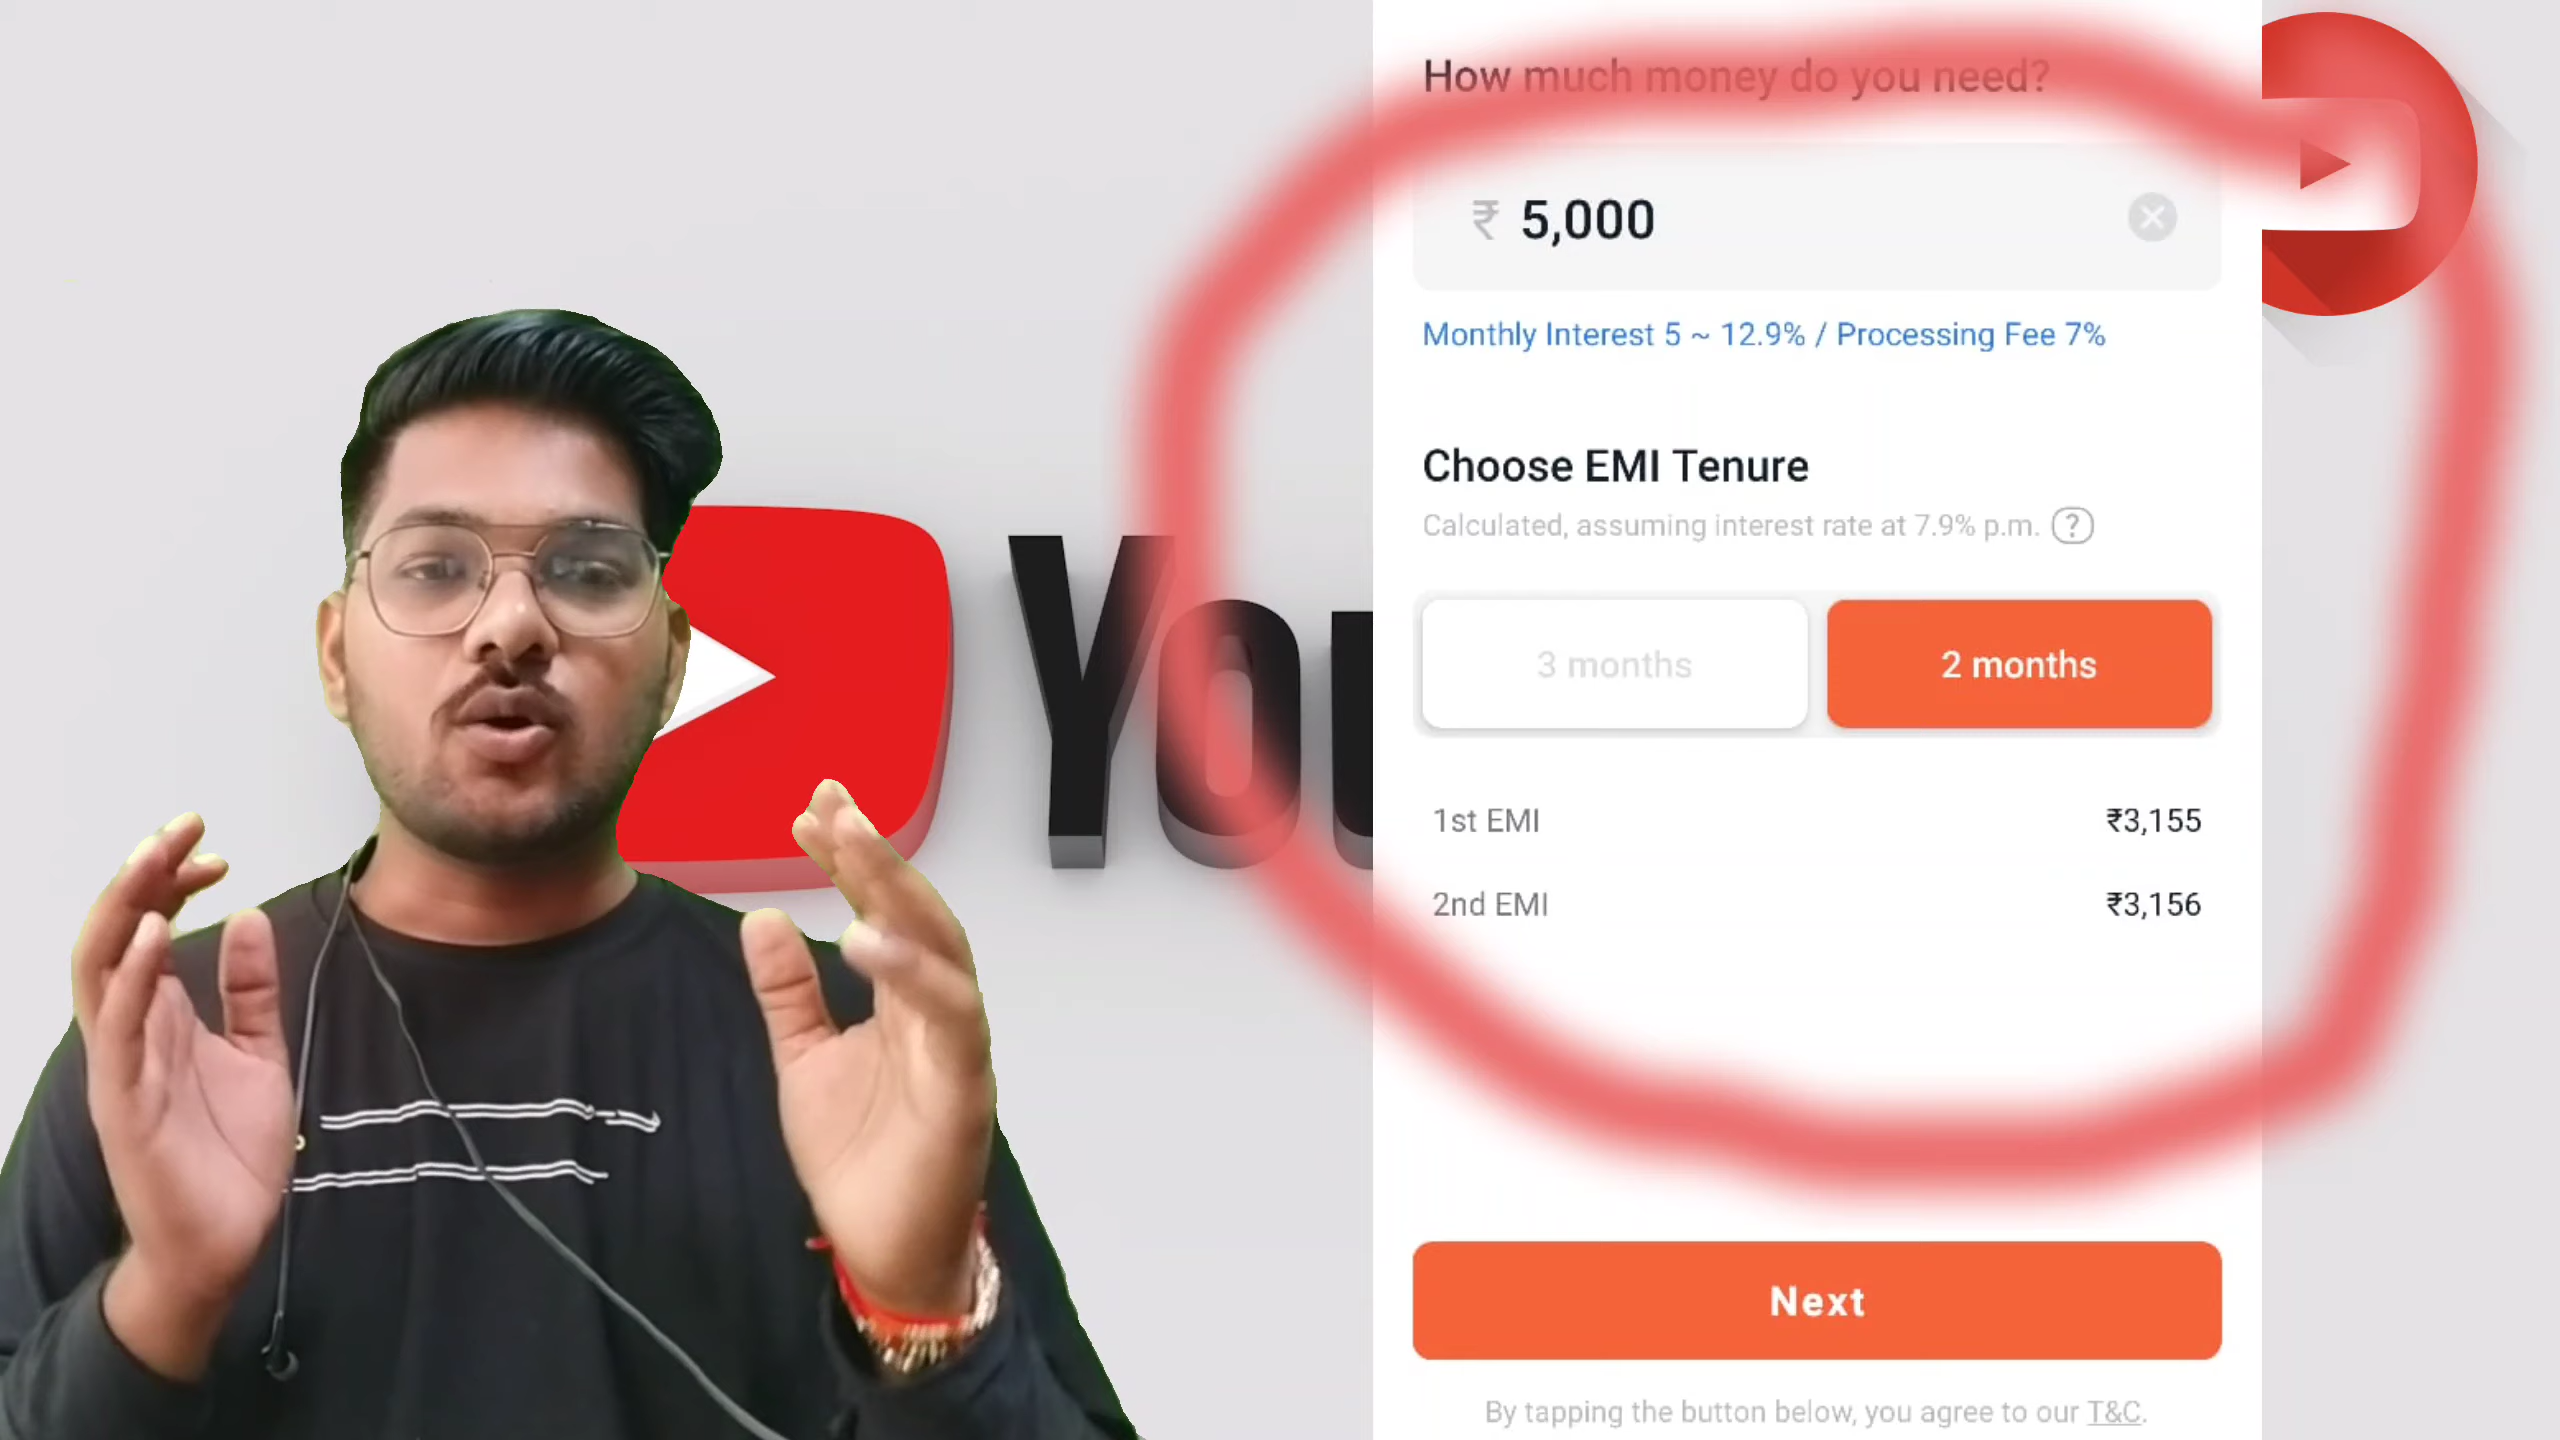 How much money do you need?
₹ 5,000
Monthly Interest 5 ~ 12.9% / Processing Fee 7%
Choose EMI Tenure
Calculated, assuming interest rate at 7.9% p.m. ?
3 months
2 months
1st EMI ₹3,155
2nd EMI ₹3,156
Next
By tapping the button below, you agree to our T&C.
You